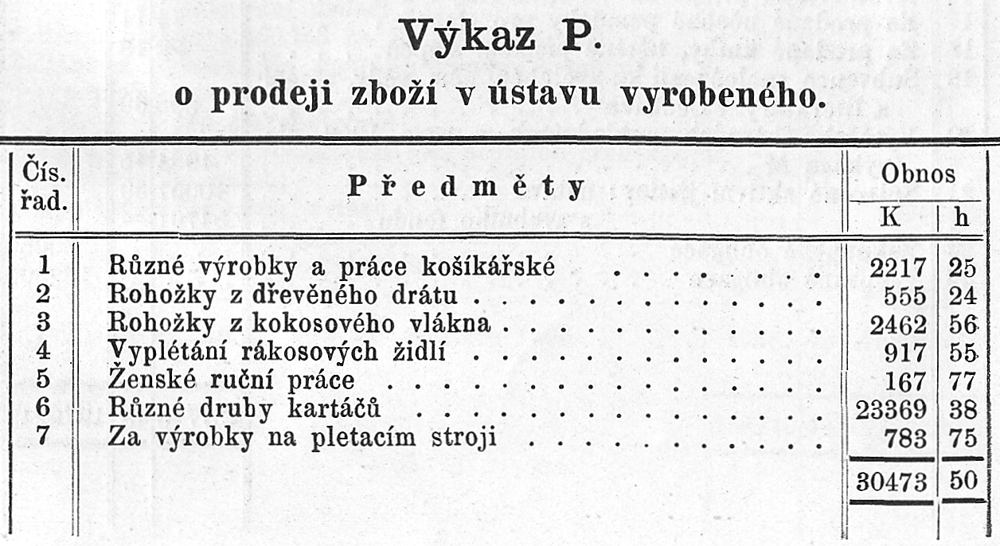 Výkaz P.
o prodeji zboží v ústavu vyrobeného.
Čís. řad. Předměty Obnos
K h
1 Různé výrobky a práce košíkářské . . . . . . . . 2217 25
2 Rohožky z dřevěného drátu . . . . . . . . . . . . . 555 24
3 Rohožky z kokosového vlákna . . . . . . . . . . . . 2462 56
4 Vyplétání rákosových židlí . . . . . . . . . . . . . 917 55
5 Ženské ruční práce . . . . . . . . . . . . . . . . 167 77
6 Různé druby kartáčů . . . . . . . . . . . . . . . 23369 38
7 Za výrobky na pletacím stroji . . . . . . . . . . . 783 75
30473 50